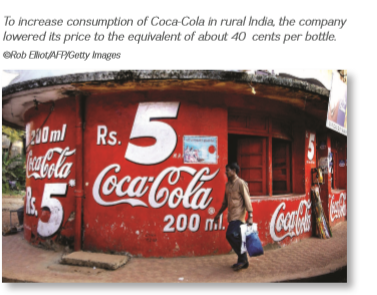 To increase consumption of Coca-Cola in rural India, the company
lowered its price to the equivalent of about 40 cents per bottle.
©Rob Elliot/AFP/Getty Images
200 ml
Coca-Cola
Rs. 5
Rs. 5
Coca-Cola
200 ml.
5
Coca-Cola
Coca-Cola